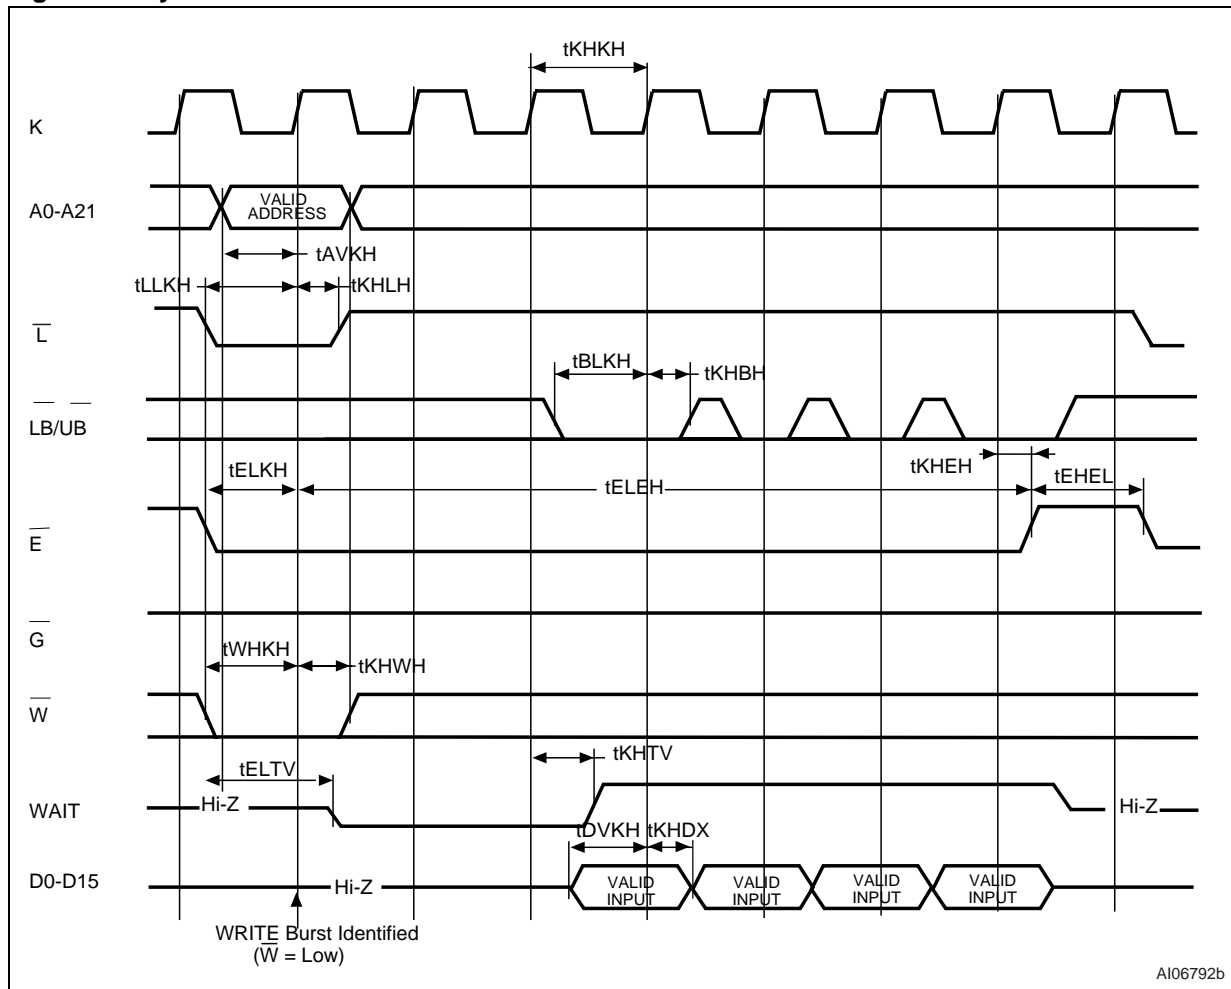 tKHKH
K
A0-A21
VALID
ADDRESS
tAVKH
tLLKH
tKHLH
L
tBLKH
tKHBH
LB/UB
tKHEH
tELKH
tELEH
tEHEL
E
G
tWHKH
tKHWH
W
tKHTV
tELTV
WAIT
Hi-Z
Hi-Z
tDVKH
tKHDX
D0-D15
Hi-Z
VALID
INPUT
VALID
INPUT
VALID
INPUT
VALID
INPUT
WRITE Burst Identified
(W = Low)
AI06792b